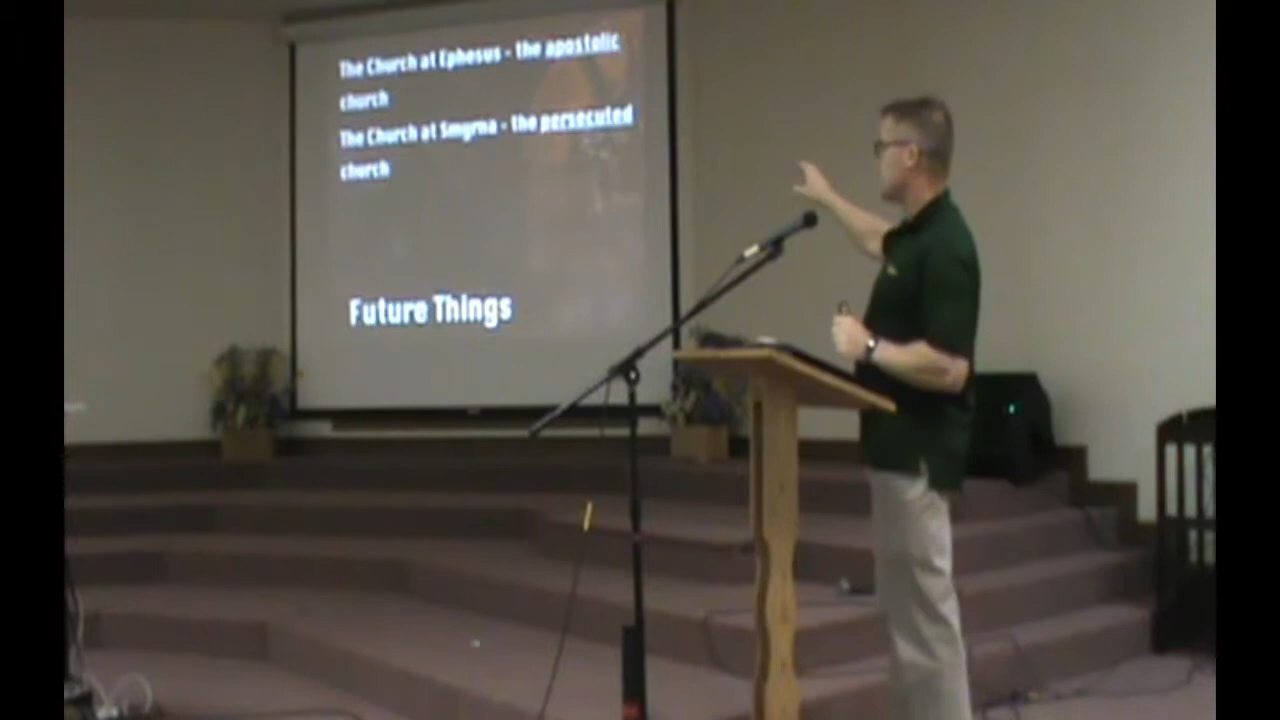 The Church at Ephesus - the apostolic
church
The Church at Smyrna - the persecuted
church
Future Things